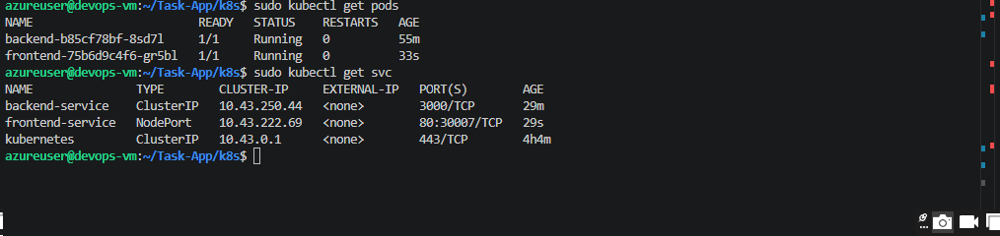 azureuser@devops-vm:~/Task-App/k8s$ sudo kubectl get pods
NAME READY STATUS RESTARTS AGE
backend-b85cf78bf-8sd7l 1/1 Running 0 55m
frontend-75b6d9c4f6-gr5bl 1/1 Running 0 33s
azureuser@devops-vm:~/Task-App/k8s$ sudo kubectl get svc
NAME TYPE CLUSTER-IP EXTERNAL-IP PORT(S) AGE
backend-service ClusterIP 10.43.250.44 <none> 3000/TCP 29m
frontend-service NodePort 10.43.222.69 <none> 80:30007/TCP 29s
kubernetes ClusterIP 10.43.0.1 <none> 443/TCP 4h4m
azureuser@devops-vm:~/Task-App/k8s$